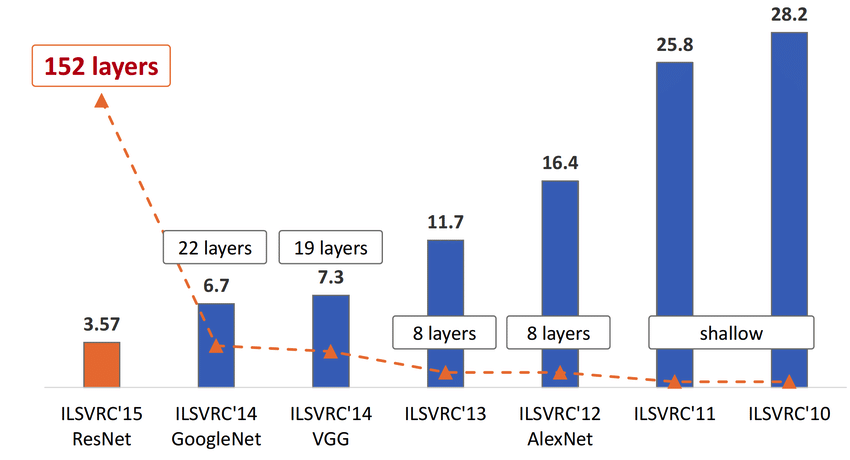 28.2
25.8
152 layers
16.4
11.7
22 layers
19 layers
6.7
7.3
3.57
8 layers
8 layers
shallow
ILSVRC'15
ResNet
ILSVRC'14
GoogleNet
ILSVRC'14
VGG
ILSVRC'13
ILSVRC'12
AlexNet
ILSVRC'11
ILSVRC'10